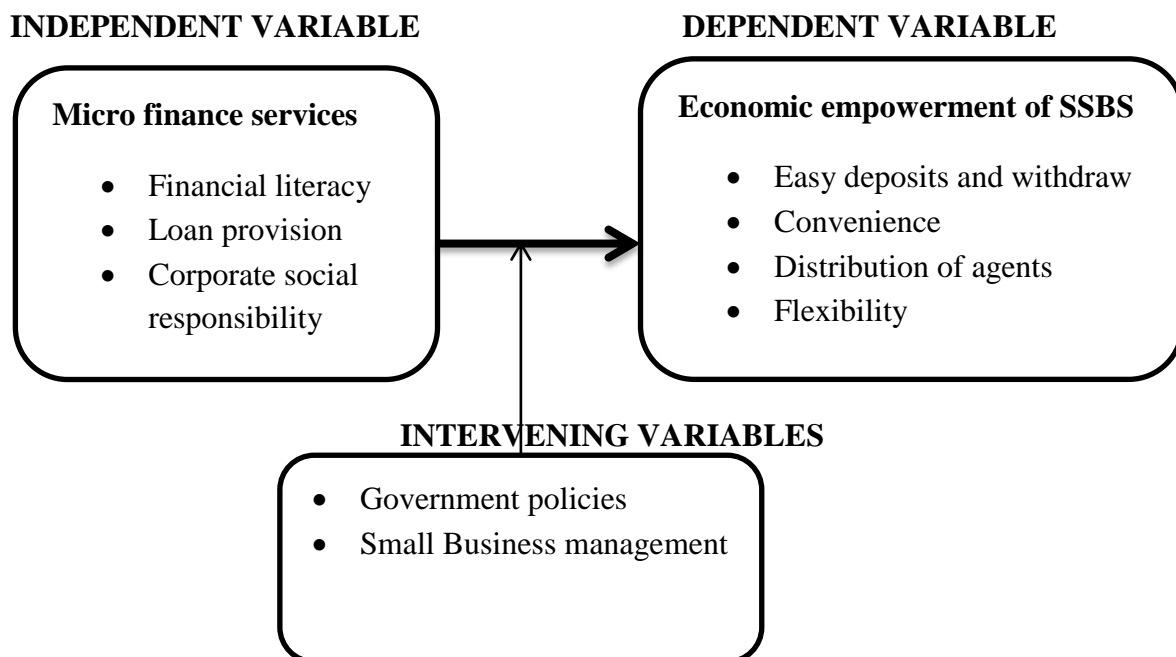 INDEPENDENT VARIABLE
DEPENDENT VARIABLE
Micro finance services
• Financial literacy
• Loan provision
• Corporate social
responsibility
Economic empowerment of SSBS
• Easy deposits and withdraw
• Convenience
• Distribution of agents
• Flexibility
INTERVENING VARIABLES
• Government policies
• Small Business management